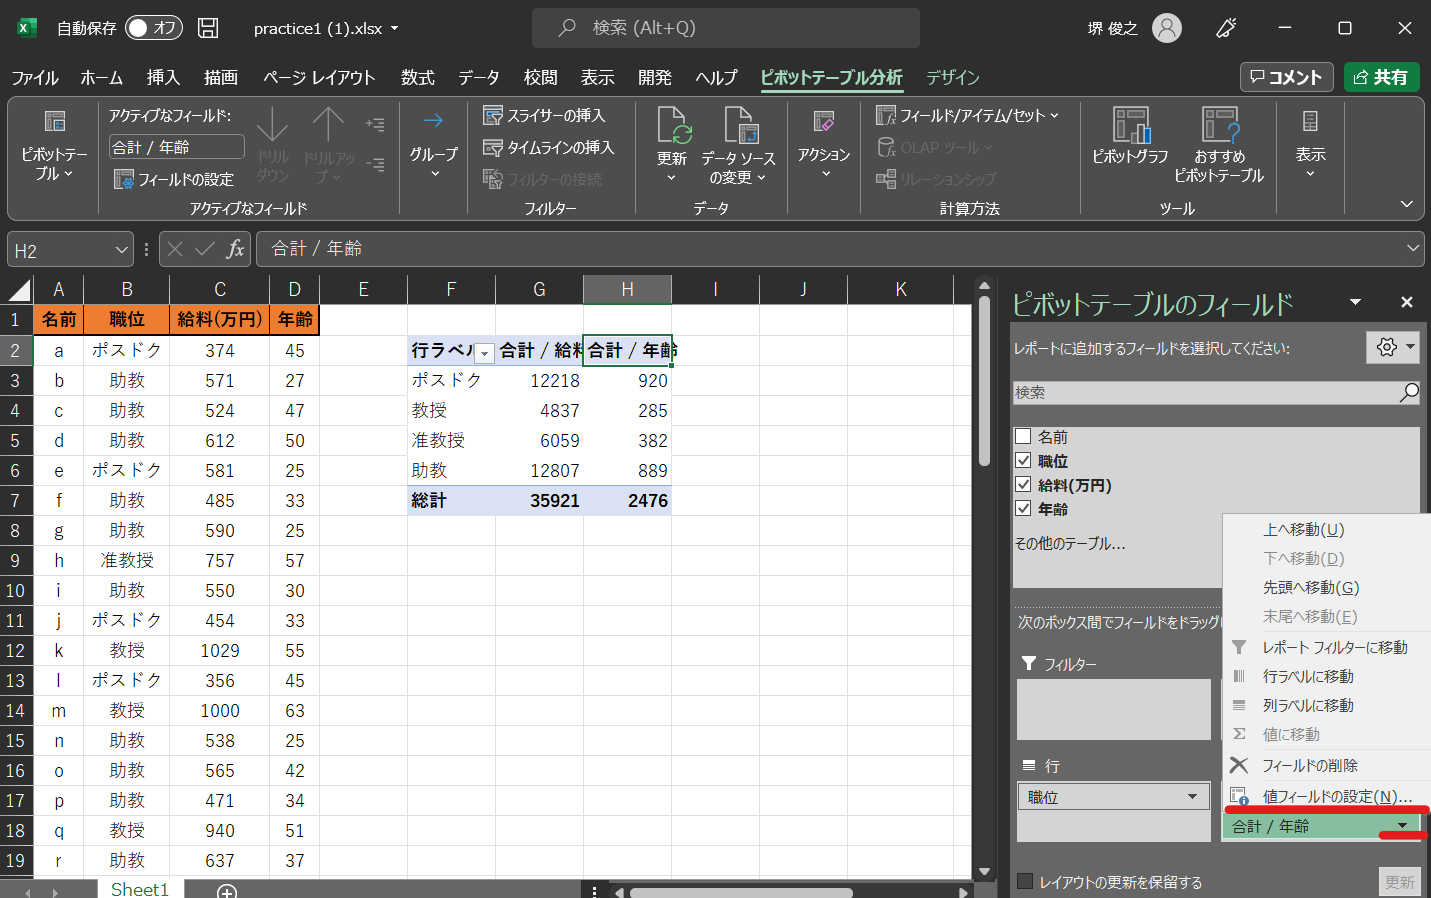 自動保存 オフ practice1 (1).xlsx 検索 (Alt+Q) 堺 俊之
ファイル ホーム 挿入 描画 ページ レイアウト 数式 データ 校閲 表示 開発 ヘルプ ピボットテーブル分析 デザイン コメント 共有
ピボットテー
ブル
アクティブなフィールド:
合計 / 年齢
フィールドの設定
ドリル
ダウン
ドリルアッ
プ
アクティブなフィールド
グループ
スライサーの挿入
タイムラインの挿入
フィルターの接続
フィルター
更新
データ ソース
の変更
データ
アクション
フィールド/アイテム/セット
OLAP ツール
リレーションシップ
計算方法
ピボットグラフ
おすすめ
ピボットテーブル
ツール
表示
H2 fx 合計 / 年齢
A B C D E F G H I J K
1 名前 職位 給料(万円) 年齢
2 a ポスドク 374 45 行ラベル 合計 / 給料 合計 / 年齢
3 b 助教 571 27 ポスドク 12218 920
4 c 助教 524 47 教授 4837 285
5 d 助教 612 50 准教授 6059 382
6 e ポスドク 581 25 助教 12807 889
7 f 助教 485 33 総計 35921 2476
8 g 助教 590 25
9 h 准教授 757 57
10 i 助教 550 30
11 j ポスドク 454 33
12 k 教授 1029 55
13 l ポスドク 356 45
14 m 教授 1000 63
15 n 助教 538 25
16 o 助教 565 42
17 p 助教 471 34
18 q 教授 940 51
19 r 助教 637 37
Sheet1
ピボットテーブルのフィールド
レポートに追加するフィールドを選択してください:
検索
名前
職位
給料(万円)
年齢
その他のテーブル...
次のボックス間でフィールドをドラッグ
フィルター
行
職位
上へ移動(U)
下へ移動(D)
先頭へ移動(G)
末尾へ移動(E)
レポート フィルターに移動
行ラベルに移動
列ラベルに移動
値に移動
フィールドの削除
値フィールドの設定(N)...
合計 / 年齢
レイアウトの更新を保留する 更新